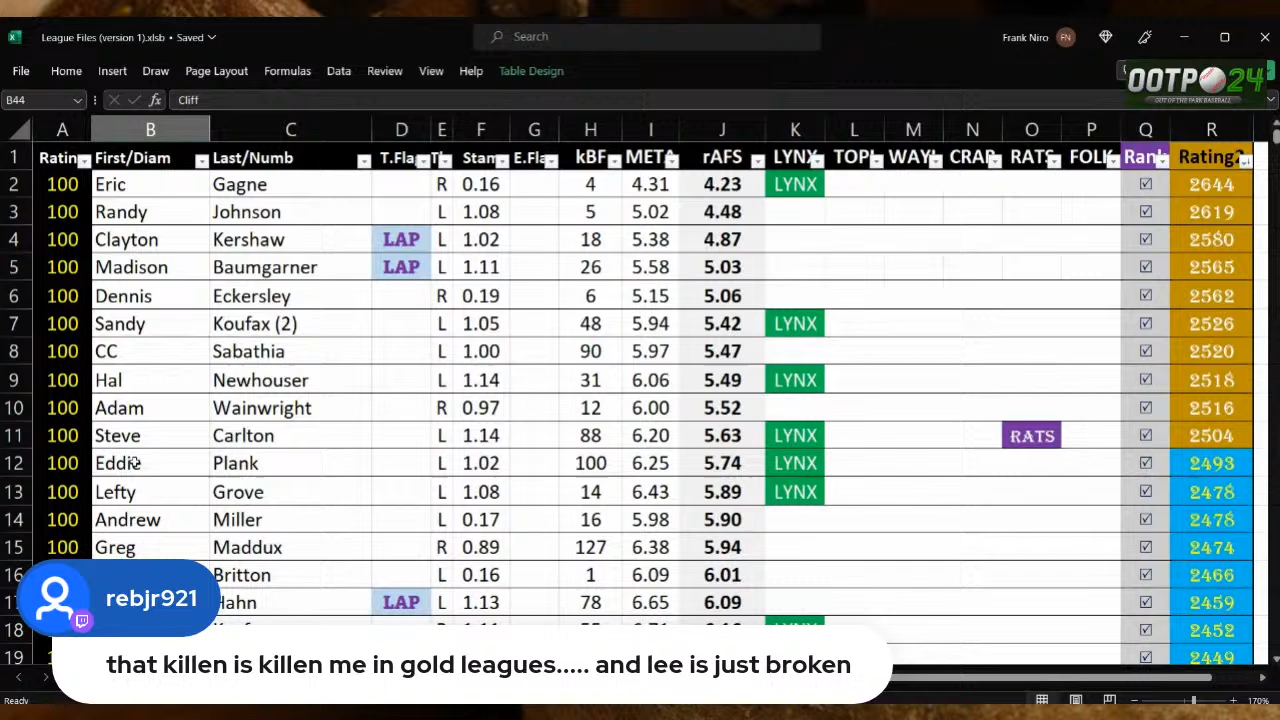 League Files (version 1).xlsb • Saved
Search
Frank Niro FN
File Home Insert Draw Page Layout Formulas Data Review View Help Table Design
OOTP 24
OUT OF THE PARK BASEBALL
B44 fx Cliff
A B C D E F G H I J K L M N O P Q R
1 Ratin First/Diam Last/Numb T.Fla Stam E.Fla kBF META rAFS LYNX TOPL WAY CRAP RATS FOLK Rank Rating2
2 100 Eric Gagne R 0.16 4 4.31 4.23 LYNX 2644
3 100 Randy Johnson L 1.08 5 5.02 4.48 2619
4 100 Clayton Kershaw LAP L 1.02 18 5.38 4.87 2580
5 100 Madison Baumgarner LAP L 1.11 26 5.58 5.03 2565
6 100 Dennis Eckersley R 0.19 6 5.15 5.06 2562
7 100 Sandy Koufax (2) L 1.05 48 5.94 5.42 LYNX 2526
8 100 CC Sabathia L 1.00 90 5.97 5.47 2520
9 100 Hal Newhouser L 1.14 31 6.06 5.49 LYNX 2518
10 100 Adam Wainwright R 0.97 12 6.00 5.52 2516
11 100 Steve Carlton L 1.14 88 6.20 5.63 LYNX RATS 2504
12 100 Eddie Plank L 1.02 100 6.25 5.74 LYNX 2493
13 100 Lefty Grove L 1.08 14 6.43 5.89 LYNX 2478
14 100 Andrew Miller L 0.17 16 5.98 5.90 2478
15 100 Greg Maddux R 0.89 127 6.38 5.94 2474
16 Britton L 0.16 1 6.09 6.01 2466
Hahn LAP L 1.13 78 6.65 6.09 2459
18 2452
19 2449
rebjr921
that killen is killen me in gold leagues..... and lee is just broken
Ready 170%